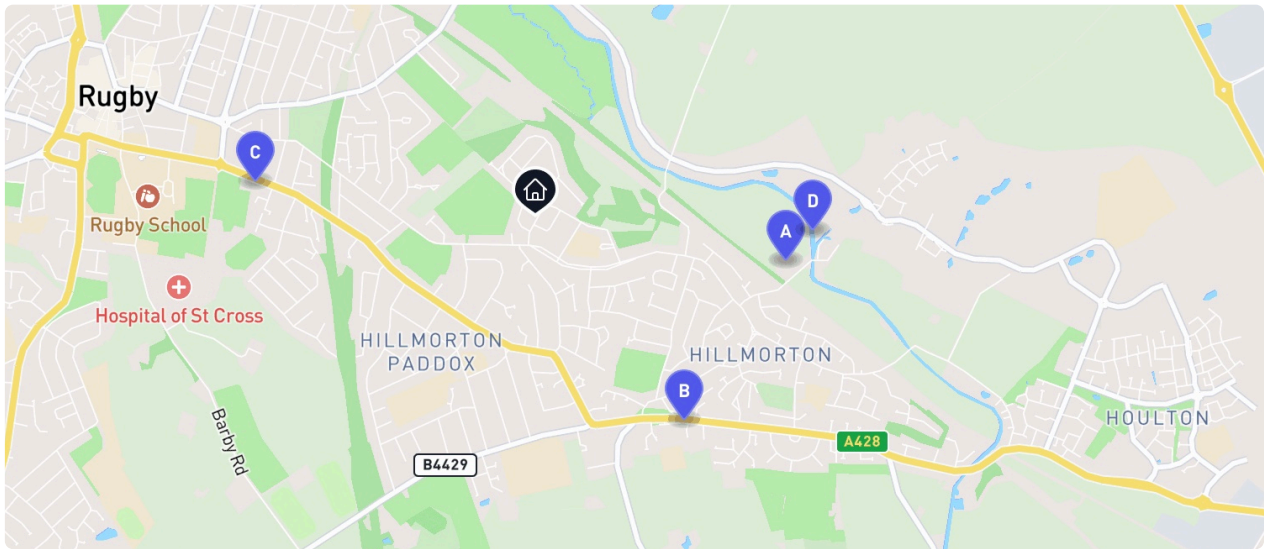 Rugby
C
D
Rugby School
A
Hospital of St Cross
HILLMORTON
PADDOX
HILLMORTON
B
HOULTON
Barby Rd
A428
B4429